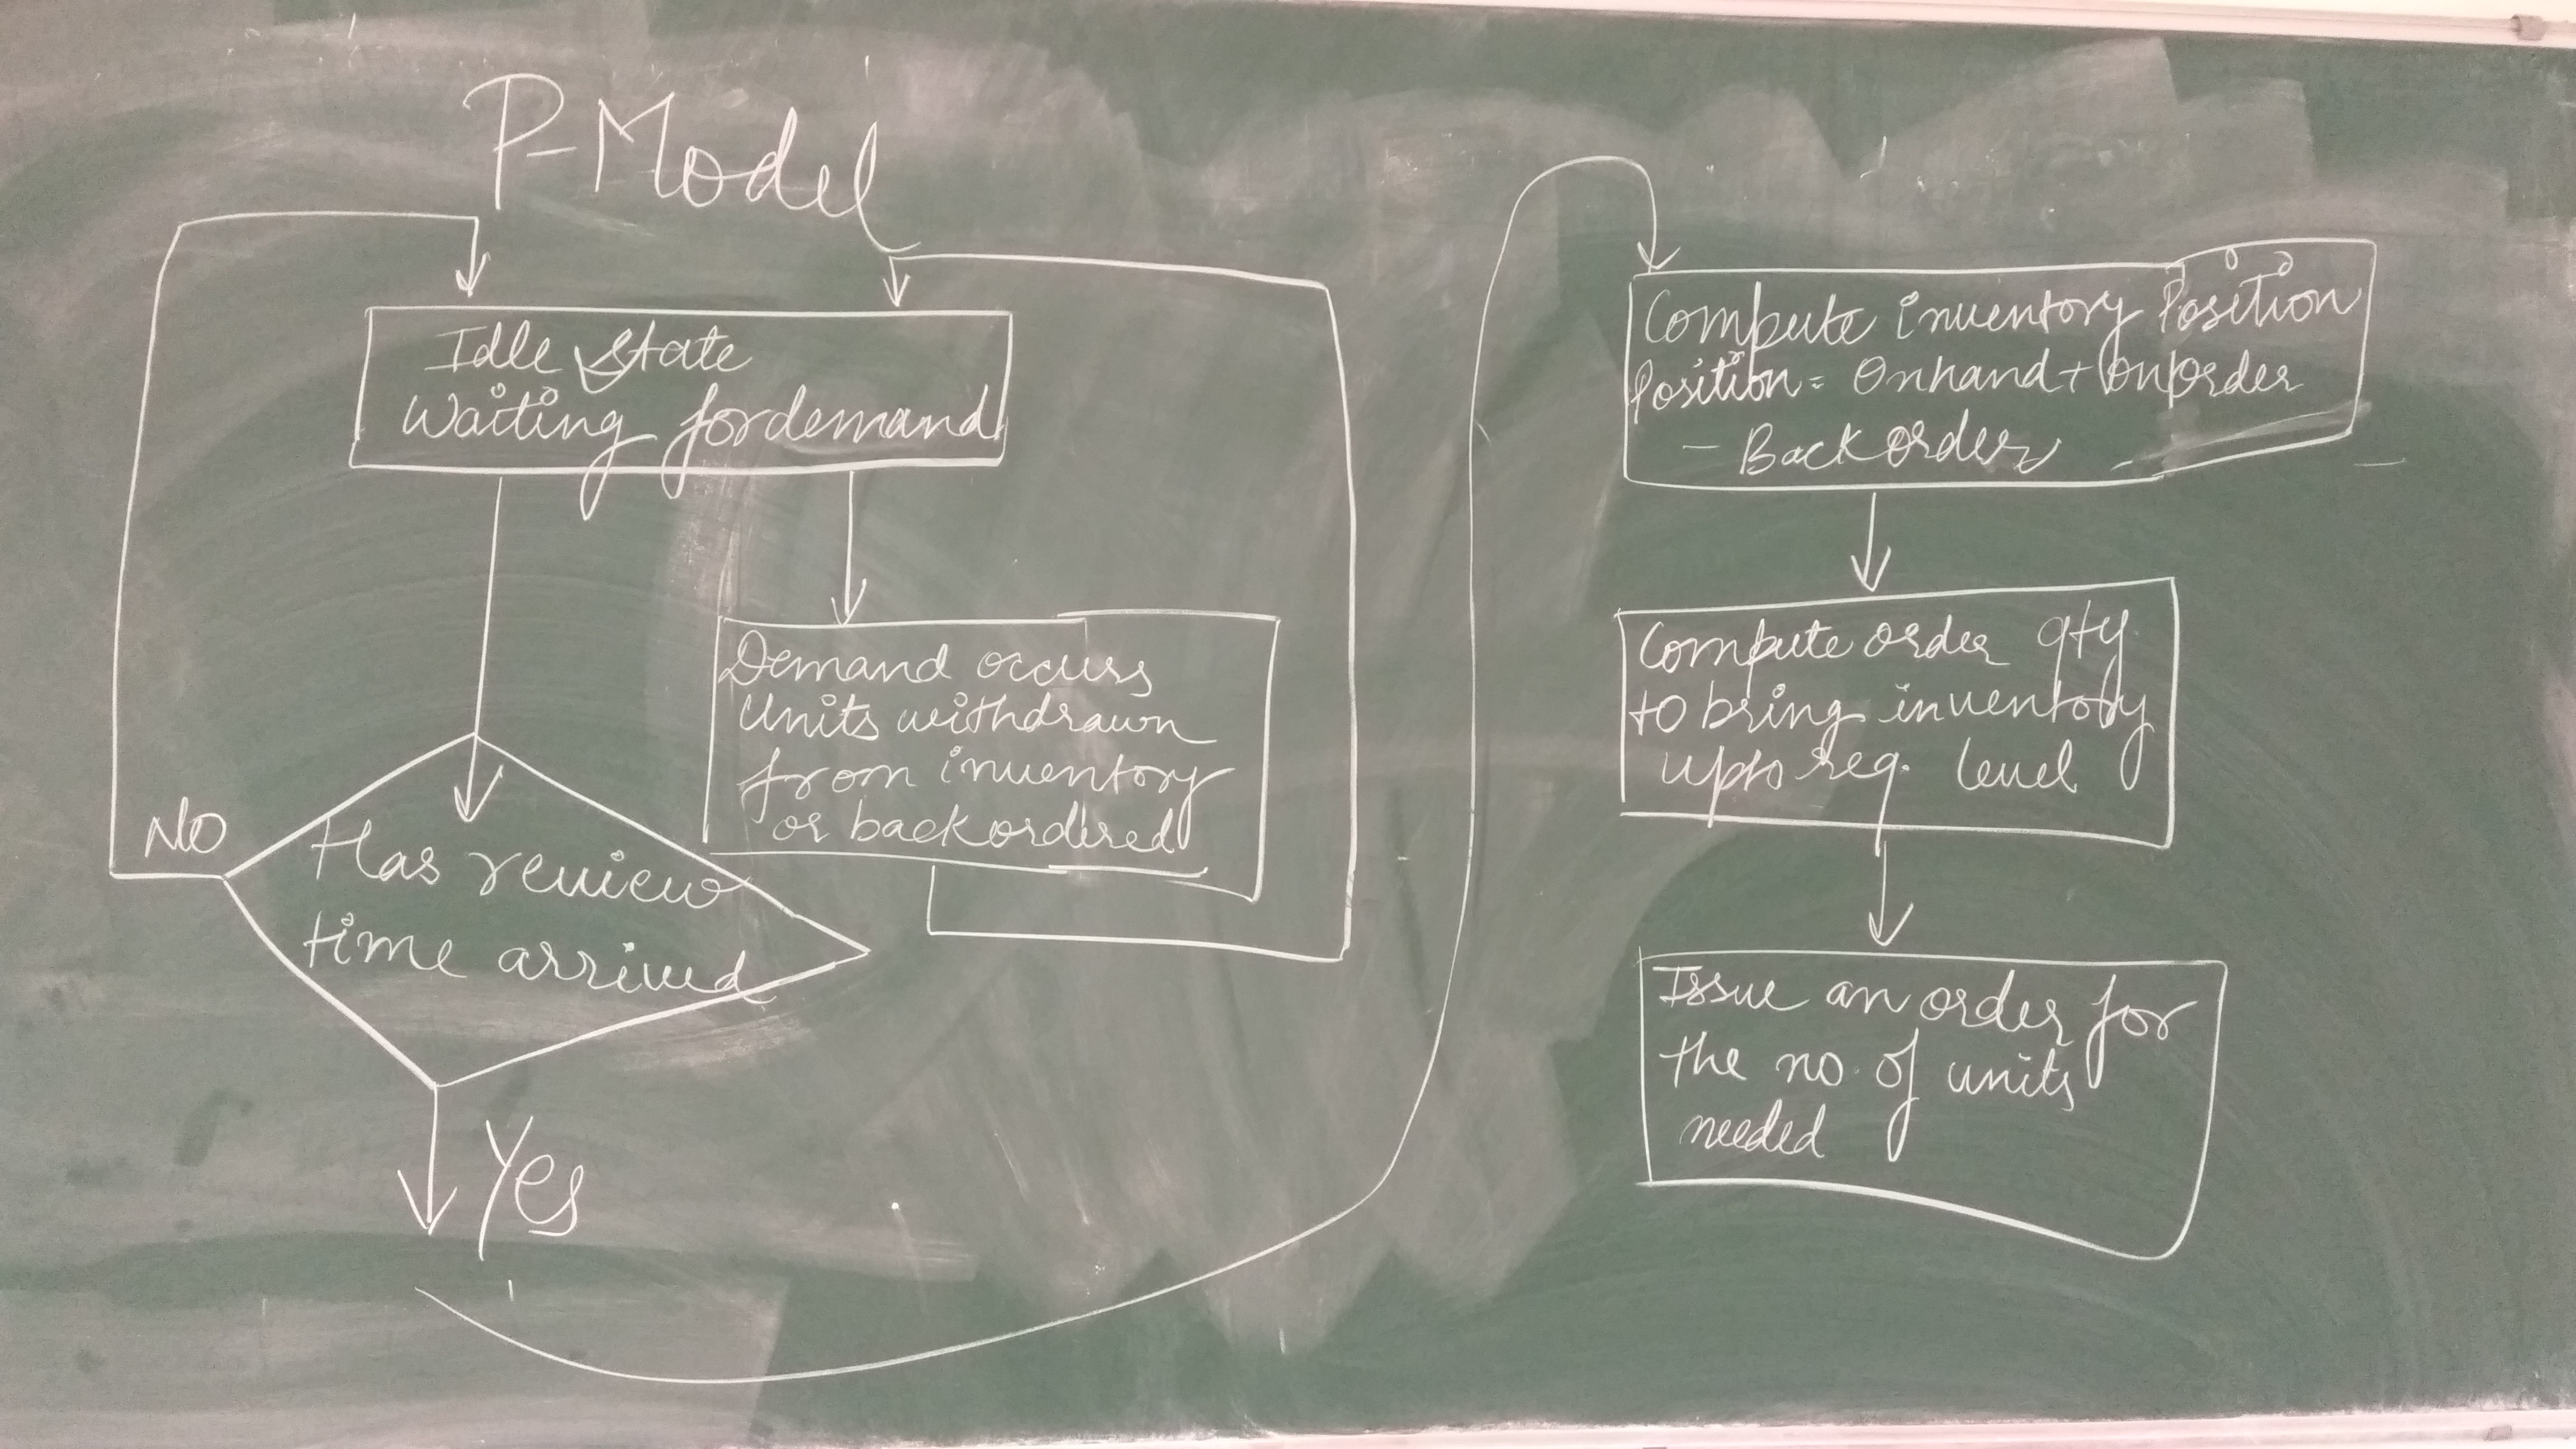 P-Model
Idle State
Waiting for demand
Demand occurs
Units withdrawn
from inventory
or backordered
NO
Has review
time arrived
Yes
Compute inventory Position
Position = Onhand + Onorder
- Back order
Compute order qty
to bring inventory
upto req. level
Issue an order for
the no. of units
needed